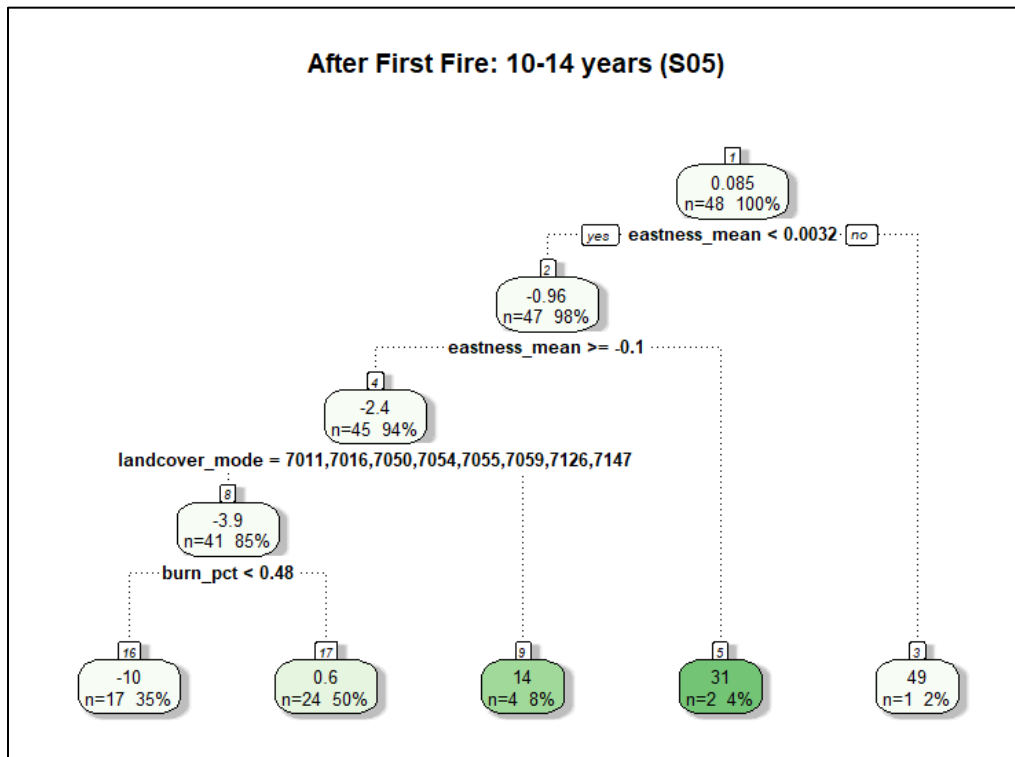 After First Fire: 10-14 years (S05)
1
0.085
n=48 100%
yes eastness_mean < 0.0032 no
2
-0.96
n=47 98%
eastness_mean >= -0.1
4
-2.4
n=45 94%
landcover_mode = 7011,7016,7050,7054,7055,7059,7126,7147
8
-3.9
n=41 85%
burn_pct < 0.48
16 17 9 5 3
-10 0.6 14 31 49
n=17 35% n=24 50% n=4 8% n=2 4% n=1 2%